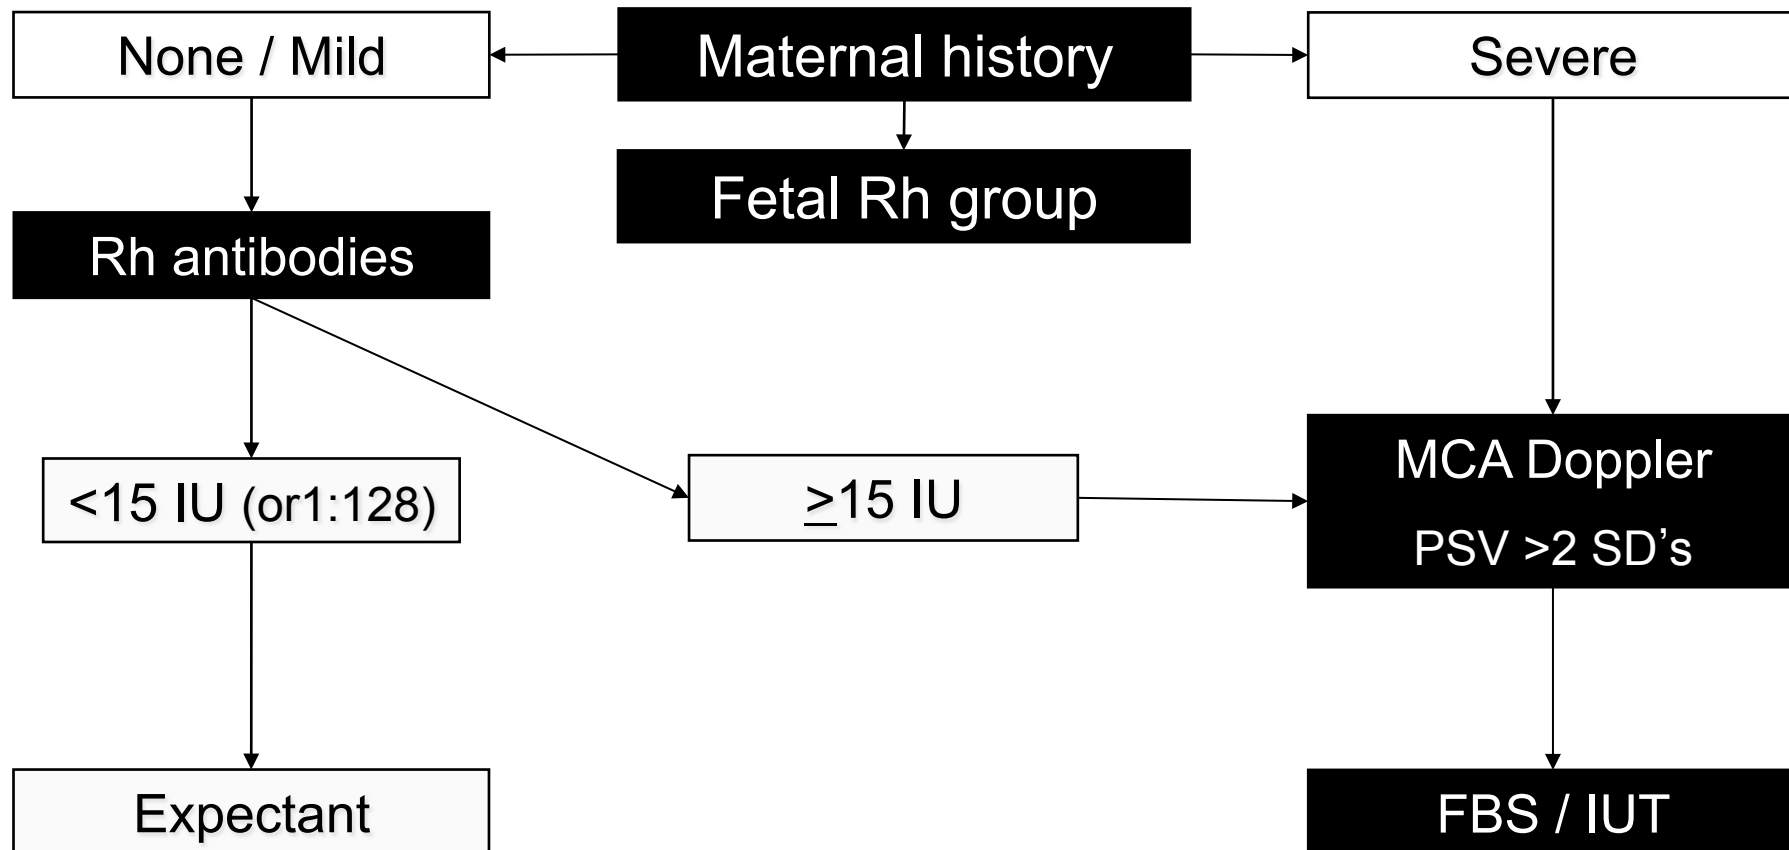 None / Mild
Maternal history
Severe
Fetal Rh group
Rh antibodies
<15 IU (or1:128)
≥15 IU
MCA Doppler
PSV >2 SD’s
Expectant
FBS / IUT